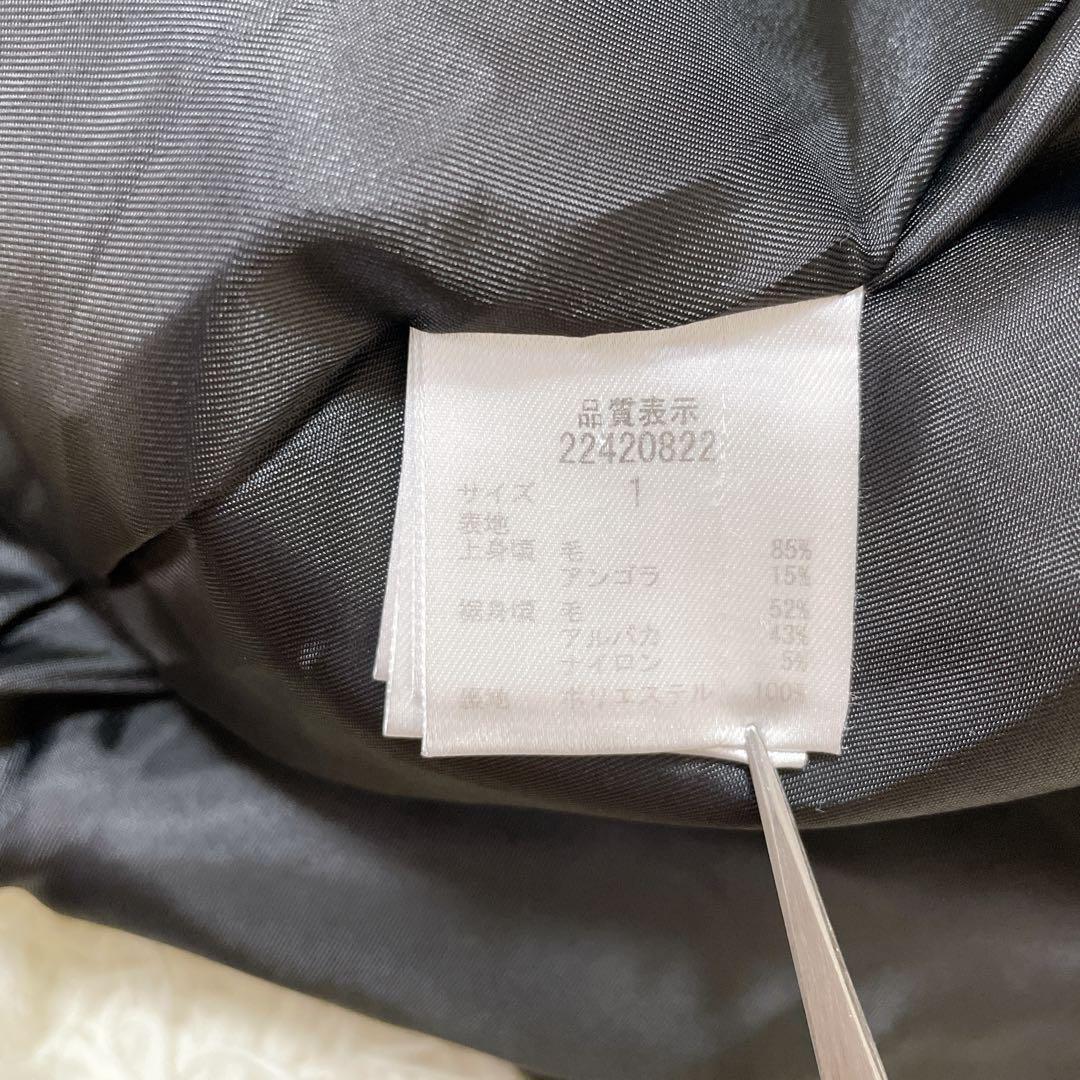 品質表示
22420822
サイズ 1
表地
上身頃 毛 85%
アンゴラ 15%
裾身頃 毛 52%
アルパカ 43%
ナイロン 5%
裏地 ポリエステル 100%